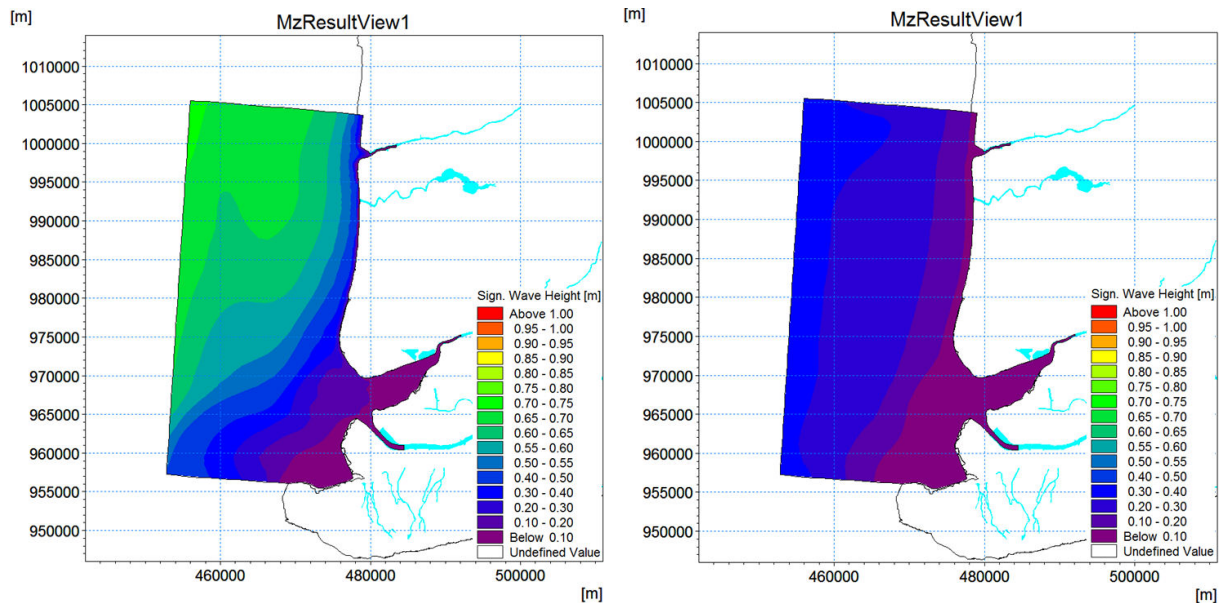 [m]
MzResultView1
1010000
1005000
1000000
995000
990000
985000
980000
975000
970000
965000
960000
955000
950000
Sign. Wave Height [m]
Above 1.00
0.95 - 1.00
0.90 - 0.95
0.85 - 0.90
0.80 - 0.85
0.75 - 0.80
0.70 - 0.75
0.65 - 0.70
0.60 - 0.65
0.55 - 0.60
0.50 - 0.55
0.40 - 0.50
0.30 - 0.40
0.20 - 0.30
0.10 - 0.20
Below 0.10
Undefined Value
460000 480000 500000
[m]
[m]
MzResultView1
1010000
1005000
1000000
995000
990000
985000
980000
975000
970000
965000
960000
955000
950000
Sign. Wave Height [m]
Above 1.00
0.95 - 1.00
0.90 - 0.95
0.85 - 0.90
0.80 - 0.85
0.75 - 0.80
0.70 - 0.75
0.65 - 0.70
0.60 - 0.65
0.55 - 0.60
0.50 - 0.55
0.40 - 0.50
0.30 - 0.40
0.20 - 0.30
0.10 - 0.20
Below 0.10
Undefined Value
460000 480000 500000
[m]